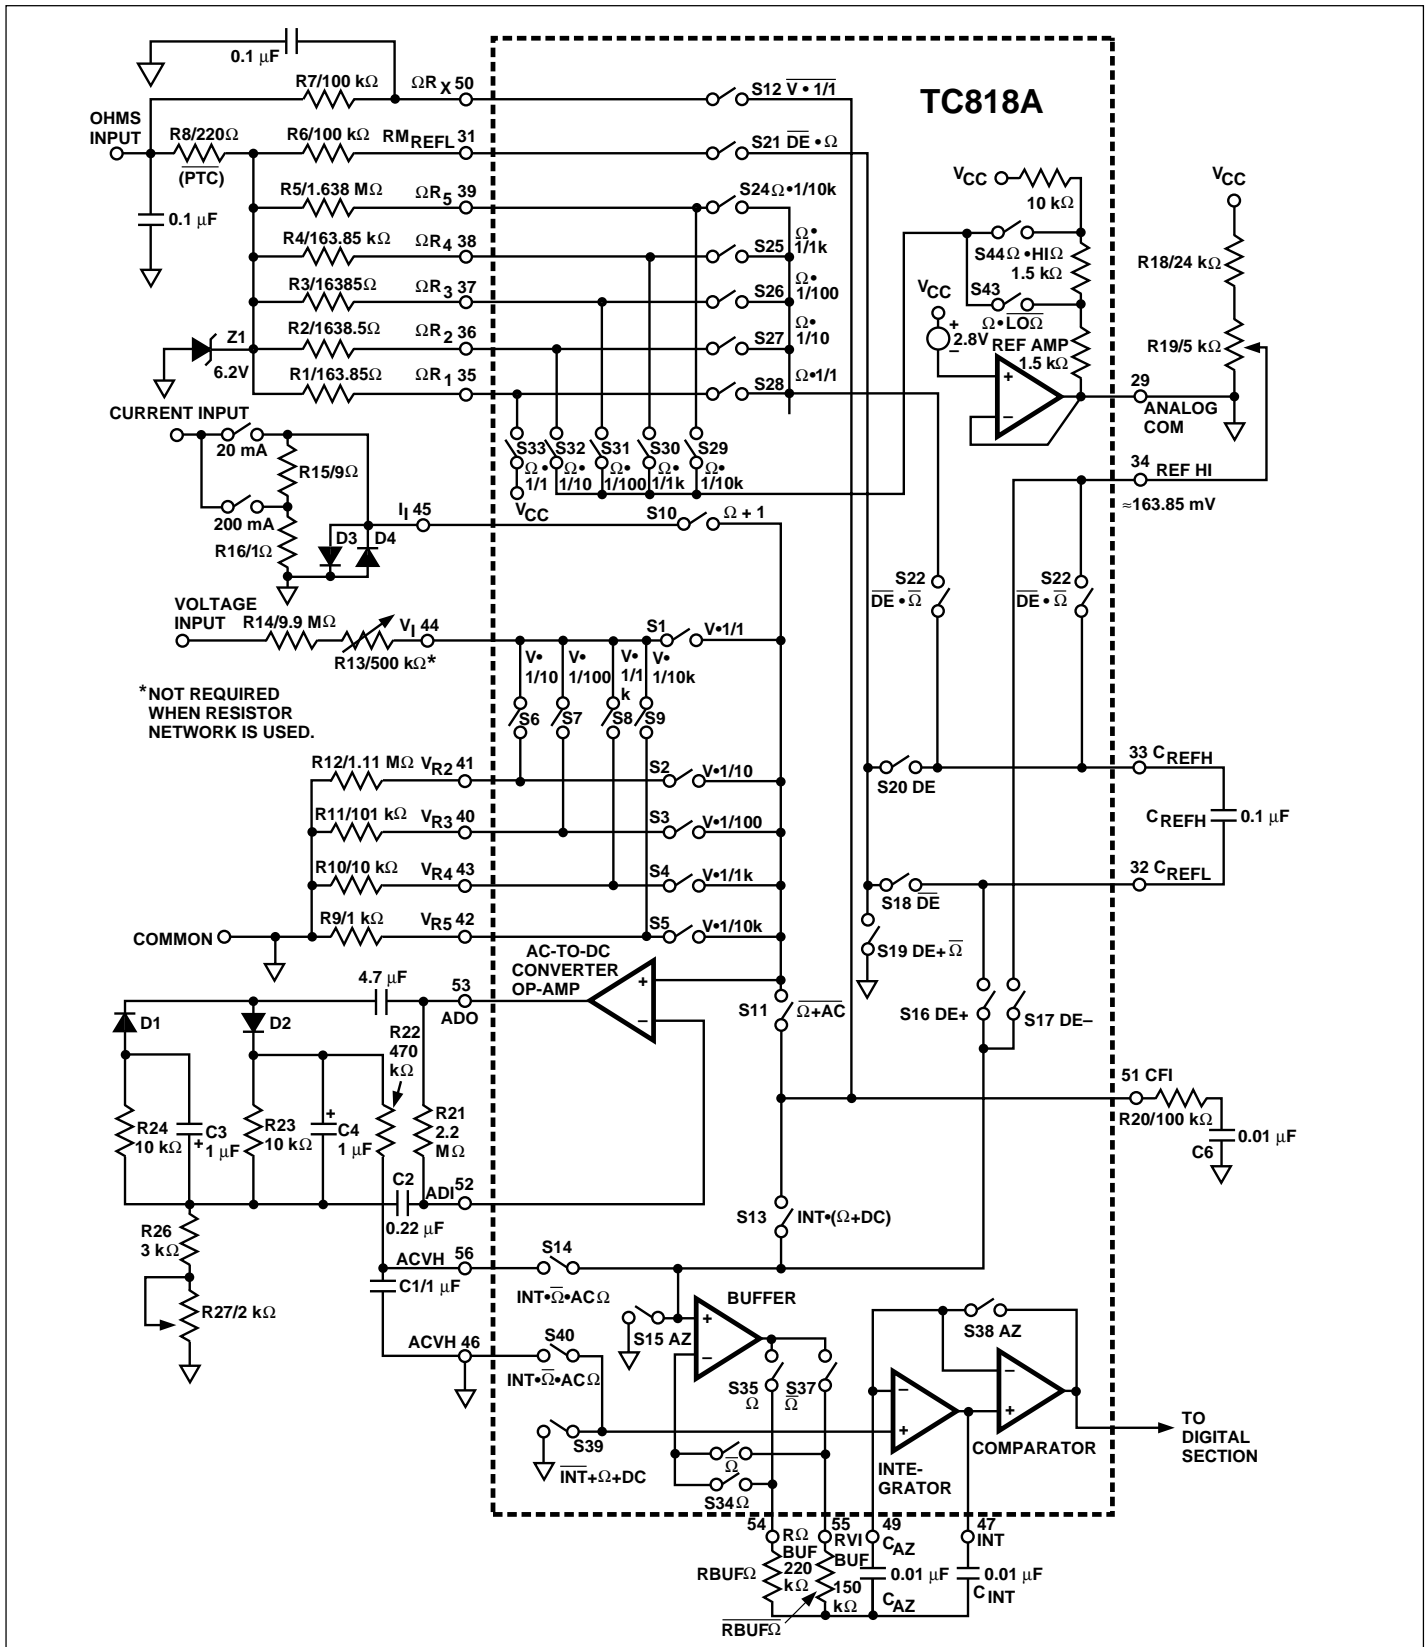 TC818A
0.1 µF
R7/100 kΩ
ΩR X 50
S12 V • 1/1
OHMS
INPUT
R8/220Ω
(PTC)
R6/100 kΩ
RM REFL 31
S21 DE • Ω
R5/1.638 MΩ
ΩR 5 39
S24Ω•1/10k
0.1 µF
R4/163.85 kΩ
ΩR 4 38
S25
Ω•
1/1k
R3/16385Ω
ΩR 3 37
S26
Ω•
1/100
Z1
6.2V
R2/1638.5Ω
ΩR 2 36
S27
Ω•
1/10
R1/163.85Ω
ΩR 1 35
S28
Ω•1/1
VCC
10 kΩ
S44Ω•HIΩ
1.5 kΩ
S43
Ω•LOΩ
VCC
+
2.8V
–
REF AMP
1.5 kΩ
+
–
VCC
R18/24 kΩ
R19/5 kΩ
29
ANALOG
COM
34
REF HI
≈163.85 mV
CURRENT INPUT
20 mA
R15/9Ω
200 mA
R16/1Ω
D3
D4
II 45
S33
Ω•
1/1
VCC
S32
Ω•
1/10
S31
Ω•
1/100
S30
Ω•
1/1k
S29
Ω•
1/10k
S10
Ω + 1
S22
DE • Ω
S22
DE • Ω
VOLTAGE
INPUT
R14/9.9 MΩ
R13/500 kΩ*
VI 44
S1
V•1/1
V•
1/10
V•
1/100
V•
1/1
k
V•
1/10k
S6
S7
S8
S9
*NOT REQUIRED
WHEN RESISTOR
NETWORK IS USED.
R12/1.11 MΩ
VR2 41
S2
V•1/10
R11/101 kΩ
VR3 40
S3
V•1/100
R10/10 kΩ
VR4 43
S4
V•1/1k
R9/1 kΩ
VR5 42
S5
V•1/10k
COMMON
S20 DE
33 CREFH
CREFH
0.1 µF
32 CREFL
S18 DE
S19 DE+ Ω
S16 DE+
S17 DE–
AC-TO-DC
CONVERTER
OP-AMP
+
–
S11
Ω+AC
4.7 µF
53
ADO
D1
D2
R22
470
kΩ
R24
10 kΩ
C3
1 µF
+
R23
10 kΩ
+
C4
1 µF
R21
2.2
MΩ
C2
0.22 µF
ADI 52
51 CFI
R20/100 kΩ
0.01 µF
C6
S13
INT•(Ω+DC)
R26
3 kΩ
R27/2 kΩ
ACVH
56
C1/1 µF
S14
INT•Ω•ACΩ
ACVH 46
S40
INT•Ω•ACΩ
S39
INT+Ω+DC
S15 AZ
BUFFER
+
–
S35
Ω
S37
Ω
Ω
S34Ω
S38 AZ
–
+
INTE-
GRATOR
–
+
COMPARATOR
TO
DIGITAL
SECTION
54
RΩ
BUF
220
kΩ
RBUFΩ
55
RVI
BUF
150
kΩ
RBUFΩ
49
CAZ
0.01 µF
CAZ
47
INT
0.01 µF
CINT